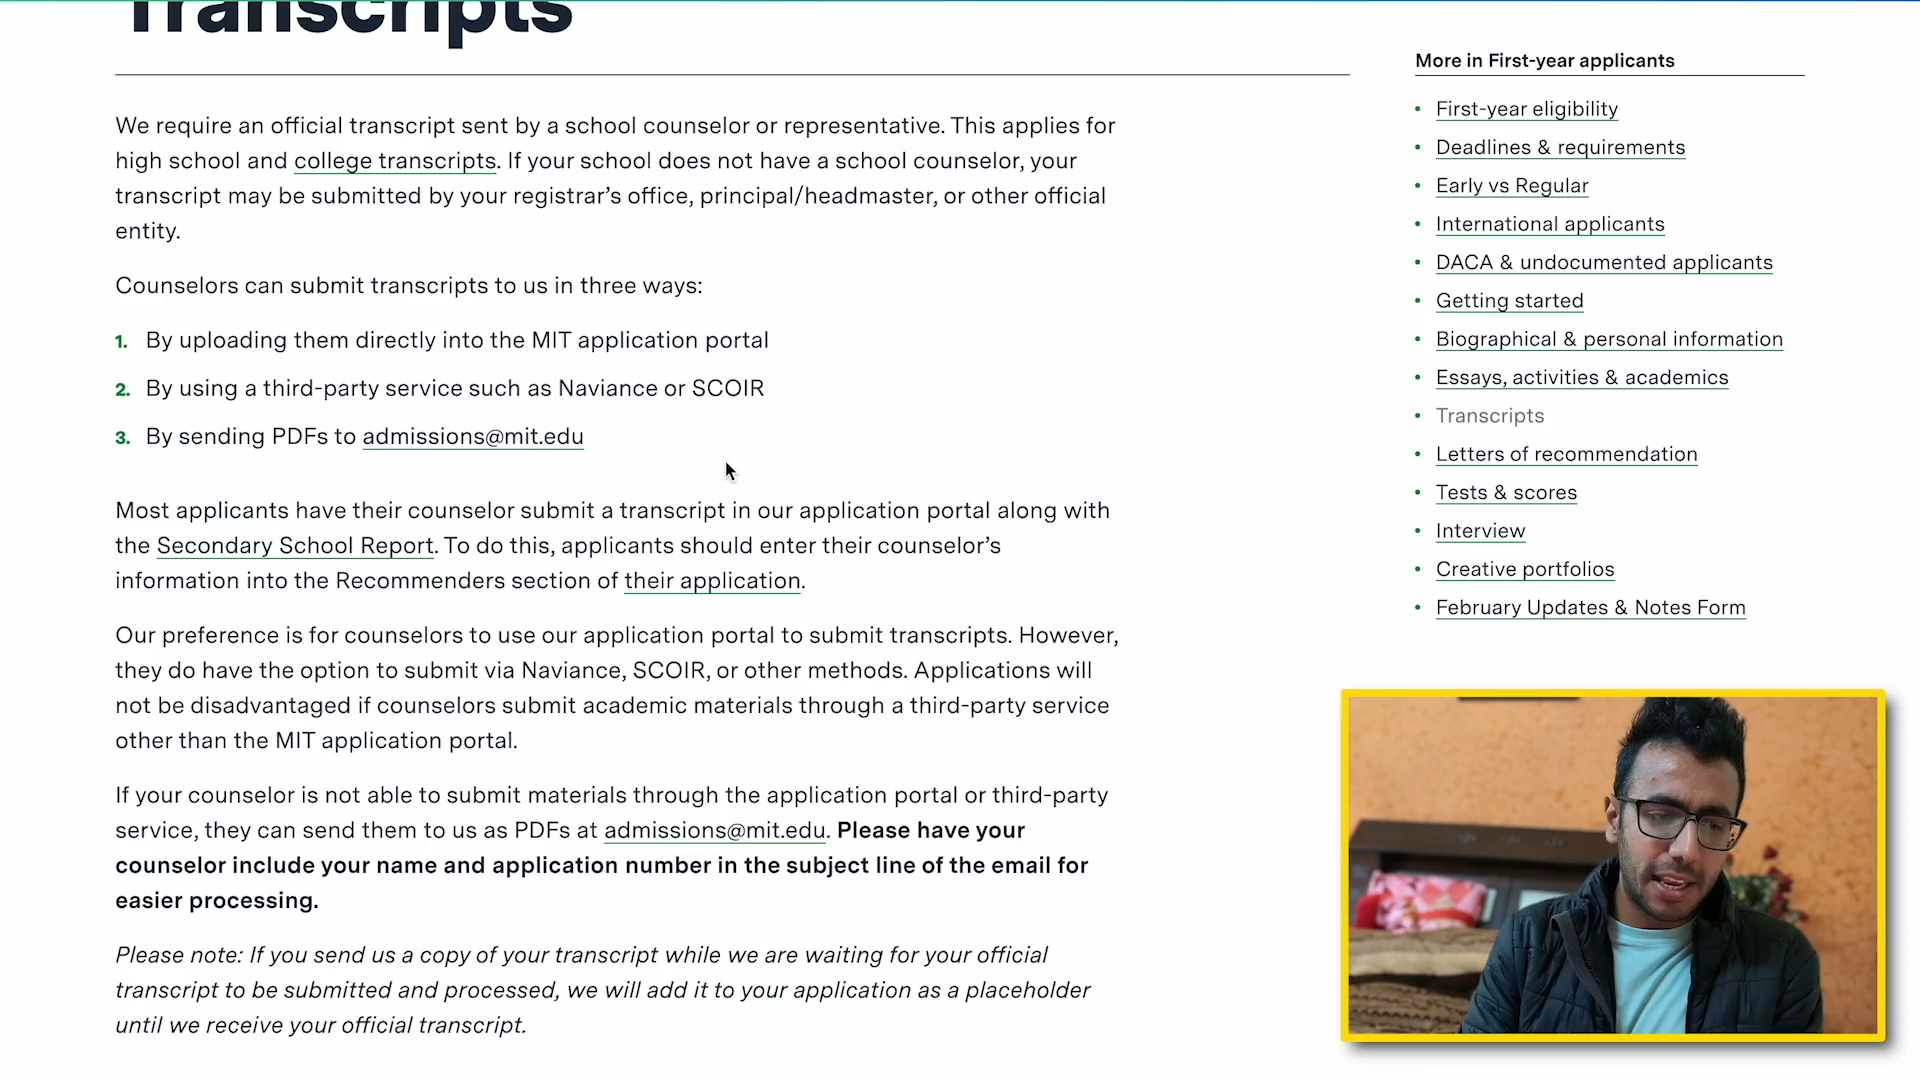 Transcripts
We require an official transcript sent by a school counselor or representative. This applies for
high school and college transcripts. If your school does not have a school counselor, your
transcript may be submitted by your registrar’s office, principal/headmaster, or other official
entity.
Counselors can submit transcripts to us in three ways:
1. By uploading them directly into the MIT application portal
2. By using a third-party service such as Naviance or SCOIR
3. By sending PDFs to admissions@mit.edu
Most applicants have their counselor submit a transcript in our application portal along with
the Secondary School Report. To do this, applicants should enter their counselor’s
information into the Recommenders section of their application.
Our preference is for counselors to use our application portal to submit transcripts. However,
they do have the option to submit via Naviance, SCOIR, or other methods. Applications will
not be disadvantaged if counselors submit academic materials through a third-party service
other than the MIT application portal.
If your counselor is not able to submit materials through the application portal or third-party
service, they can send them to us as PDFs at admissions@mit.edu. Please have your
counselor include your name and application number in the subject line of the email for
easier processing.
Please note: If you send us a copy of your transcript while we are waiting for your official
transcript to be submitted and processed, we will add it to your application as a placeholder
until we receive your official transcript.
More in First-year applicants
• First-year eligibility
• Deadlines & requirements
• Early vs Regular
• International applicants
• DACA & undocumented applicants
• Getting started
• Biographical & personal information
• Essays, activities & academics
• Transcripts
• Letters of recommendation
• Tests & scores
• Interview
• Creative portfolios
• February Updates & Notes Form